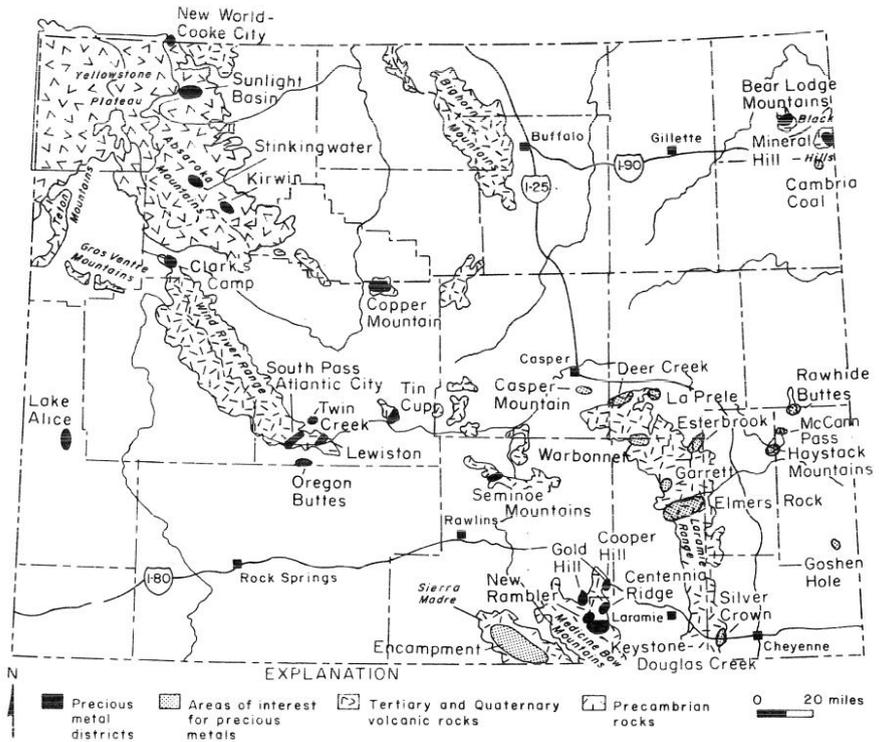 New World-
Cooke City
Yellowstone
Plateau
Sunlight
Basin
Absaroka
Mountains
Stinkingwater
Kirwin
Teton
Mountains
Gros Ventre
Mountains
Clark's
Camp
Bighorn
Mountains
Buffalo
Gillette
I-25
I-90
Bear Lodge
Mountains
Black
Mineral
Hill
Hills
Cambria
Coal
Copper
Mountain
Wind River Range
South Pass
Atlantic City
Tin
Cup
Twin
Creek
Lewiston
Oregon
Buttes
Lake
Alice
Casper
Casper
Mountain
Deer Creek
La Prele
Rawhide
Buttes
Esterbrook
McCann
Pass
Haystack
Mountains
Warbonnet
Garrett
Elmers Rock
Seminoe
Mountains
Laramie
Range
Rawlins
Rock Springs
I-80
Goshen
Hole
Gold
Hill
Cooper
Hill
Centennial
Ridge
Sierra
Madre
New
Rambler
Laramie
Silver
Crown
Medicine Bow
Mountains
Encampment
Keystone
Douglas Creek
Cheyenne
EXPLANATION
N
Precious
metal
districts
Areas of interest
for precious
metals
Tertiary and Quaternary
volcanic rocks
Precambrian
rocks
0 20 miles